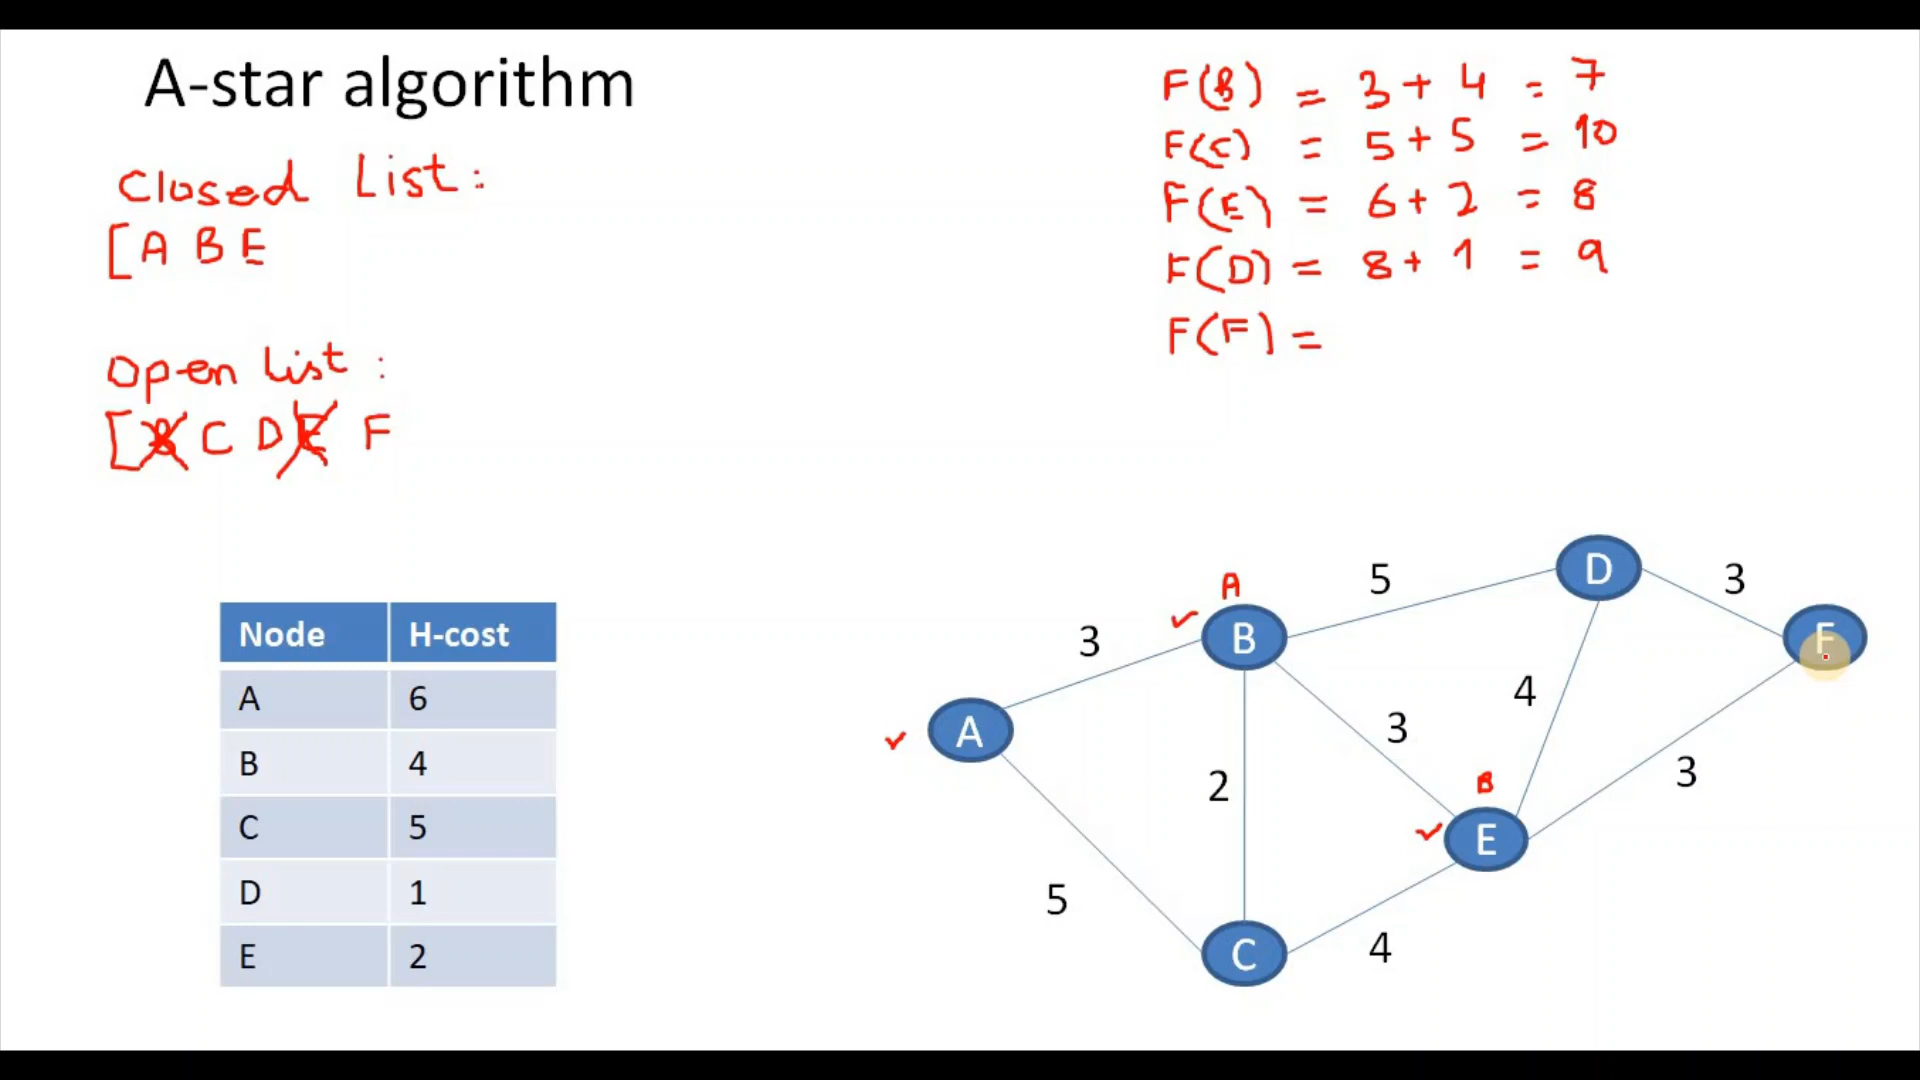 A-star algorithm
Closed List:
[A B E
Open List:
[B C D E F
F(B) = 3 + 4 = 7
F(C) = 5 + 5 = 10
F(E) = 6 + 2 = 8
F(D) = 8 + 1 = 9
F(F) =
Node H-cost
A 6
B 4
C 5
D 1
E 2
D
5
3
A
B
F
3
4
A
3
2
B
3
E
5
C
4